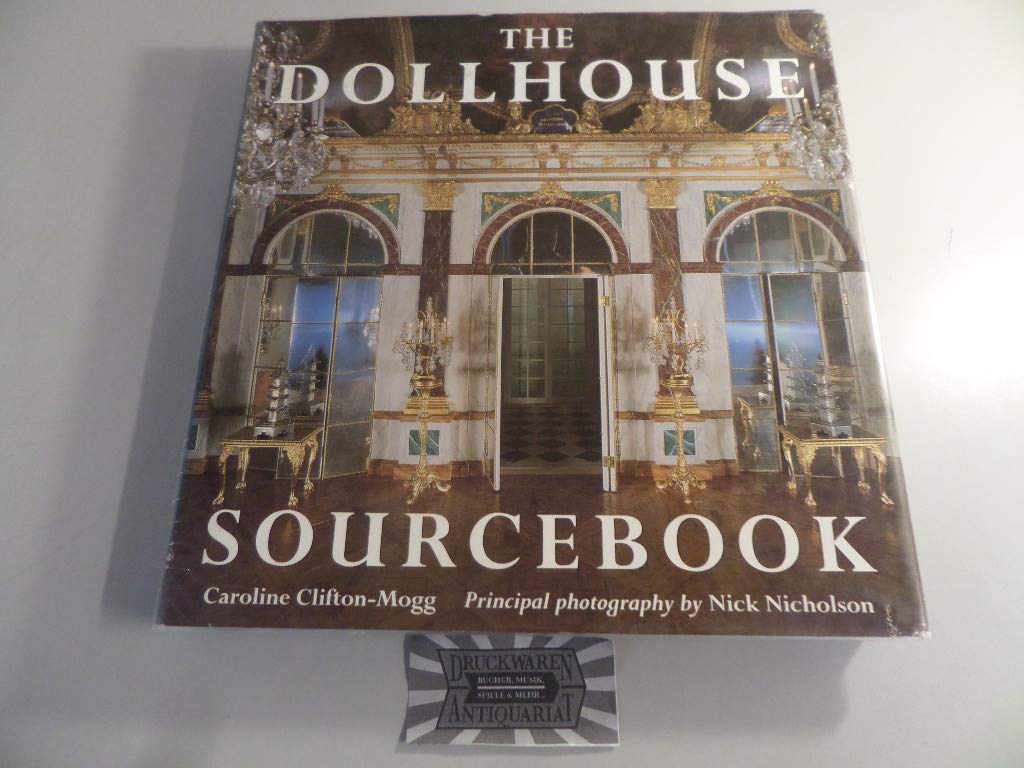 THE
DOLLHOUSE
SOURCEBOOK
Caroline Clifton-Mogg Principal photography by Nick Nicholson
DRUCKWAREN
BÜCHER, MUSIK,
SPIELE & MEHR...
ANTIQUARIAT